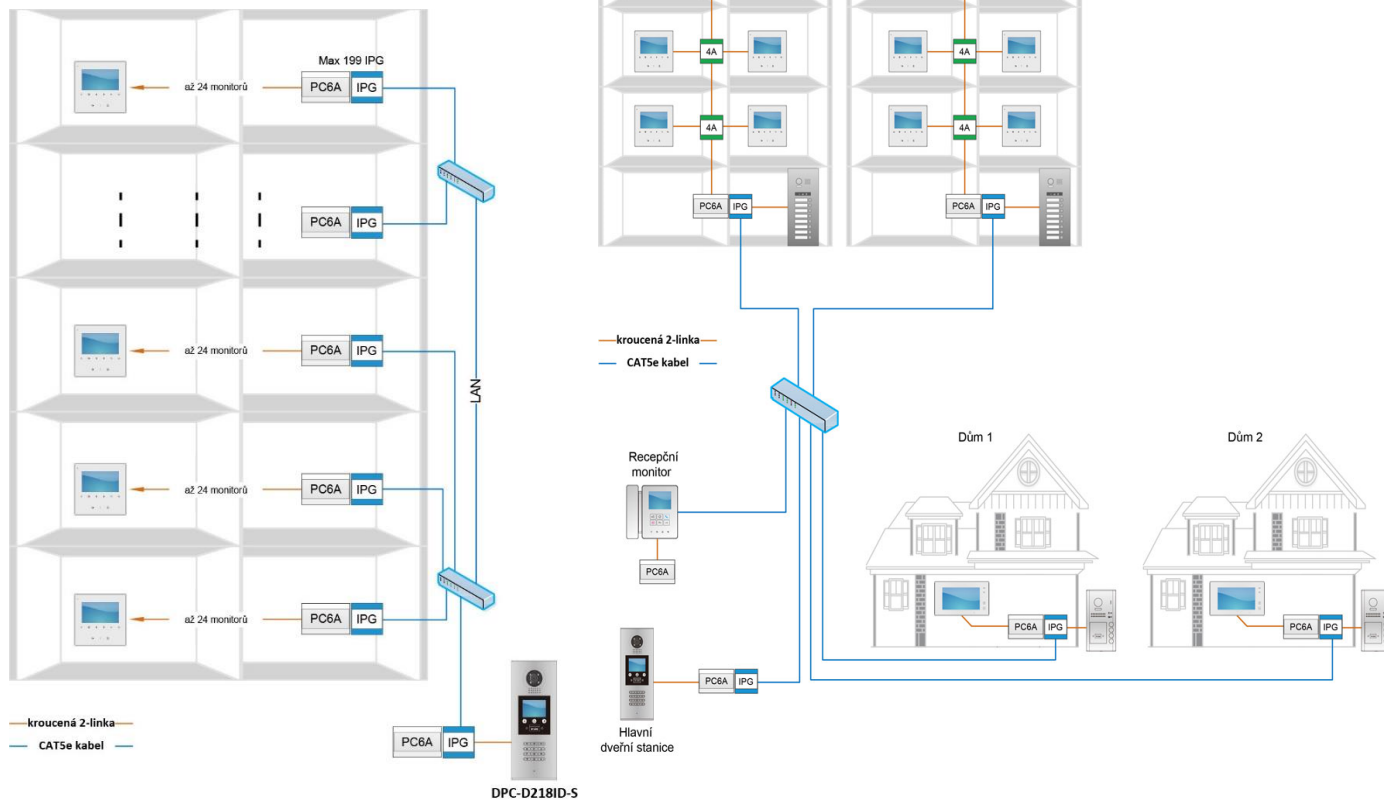 Max 199 IPG
až 24 monitorů
PC6A
IPG
PC6A
IPG
až 24 monitorů
PC6A
IPG
LAN
až 24 monitorů
PC6A
IPG
až 24 monitorů
PC6A
IPG
kroucená 2-linka
CAT5e kabel
PC6A
IPG
DPC-D218ID-S
4A
4A
4A
4A
PC6A
IPG
PC6A
IPG
kroucená 2-linka
CAT5e kabel
Recepční
monitor
PC6A
PC6A
IPG
Hlavní
dveřní stanice
Dům 1
PC6A
IPG
Dům 2
PC6A
IPG